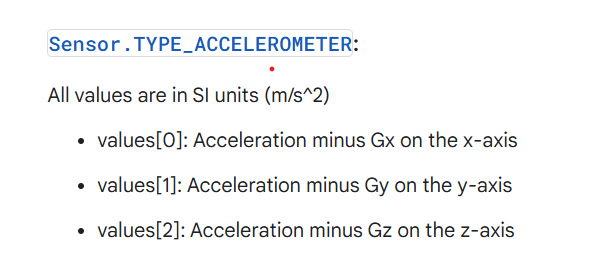 Sensor.TYPE_ACCELEROMETER:
All values are in SI units (m/s^2)
• values[0]: Acceleration minus Gx on the x-axis
• values[1]: Acceleration minus Gy on the y-axis
• values[2]: Acceleration minus Gz on the z-axis